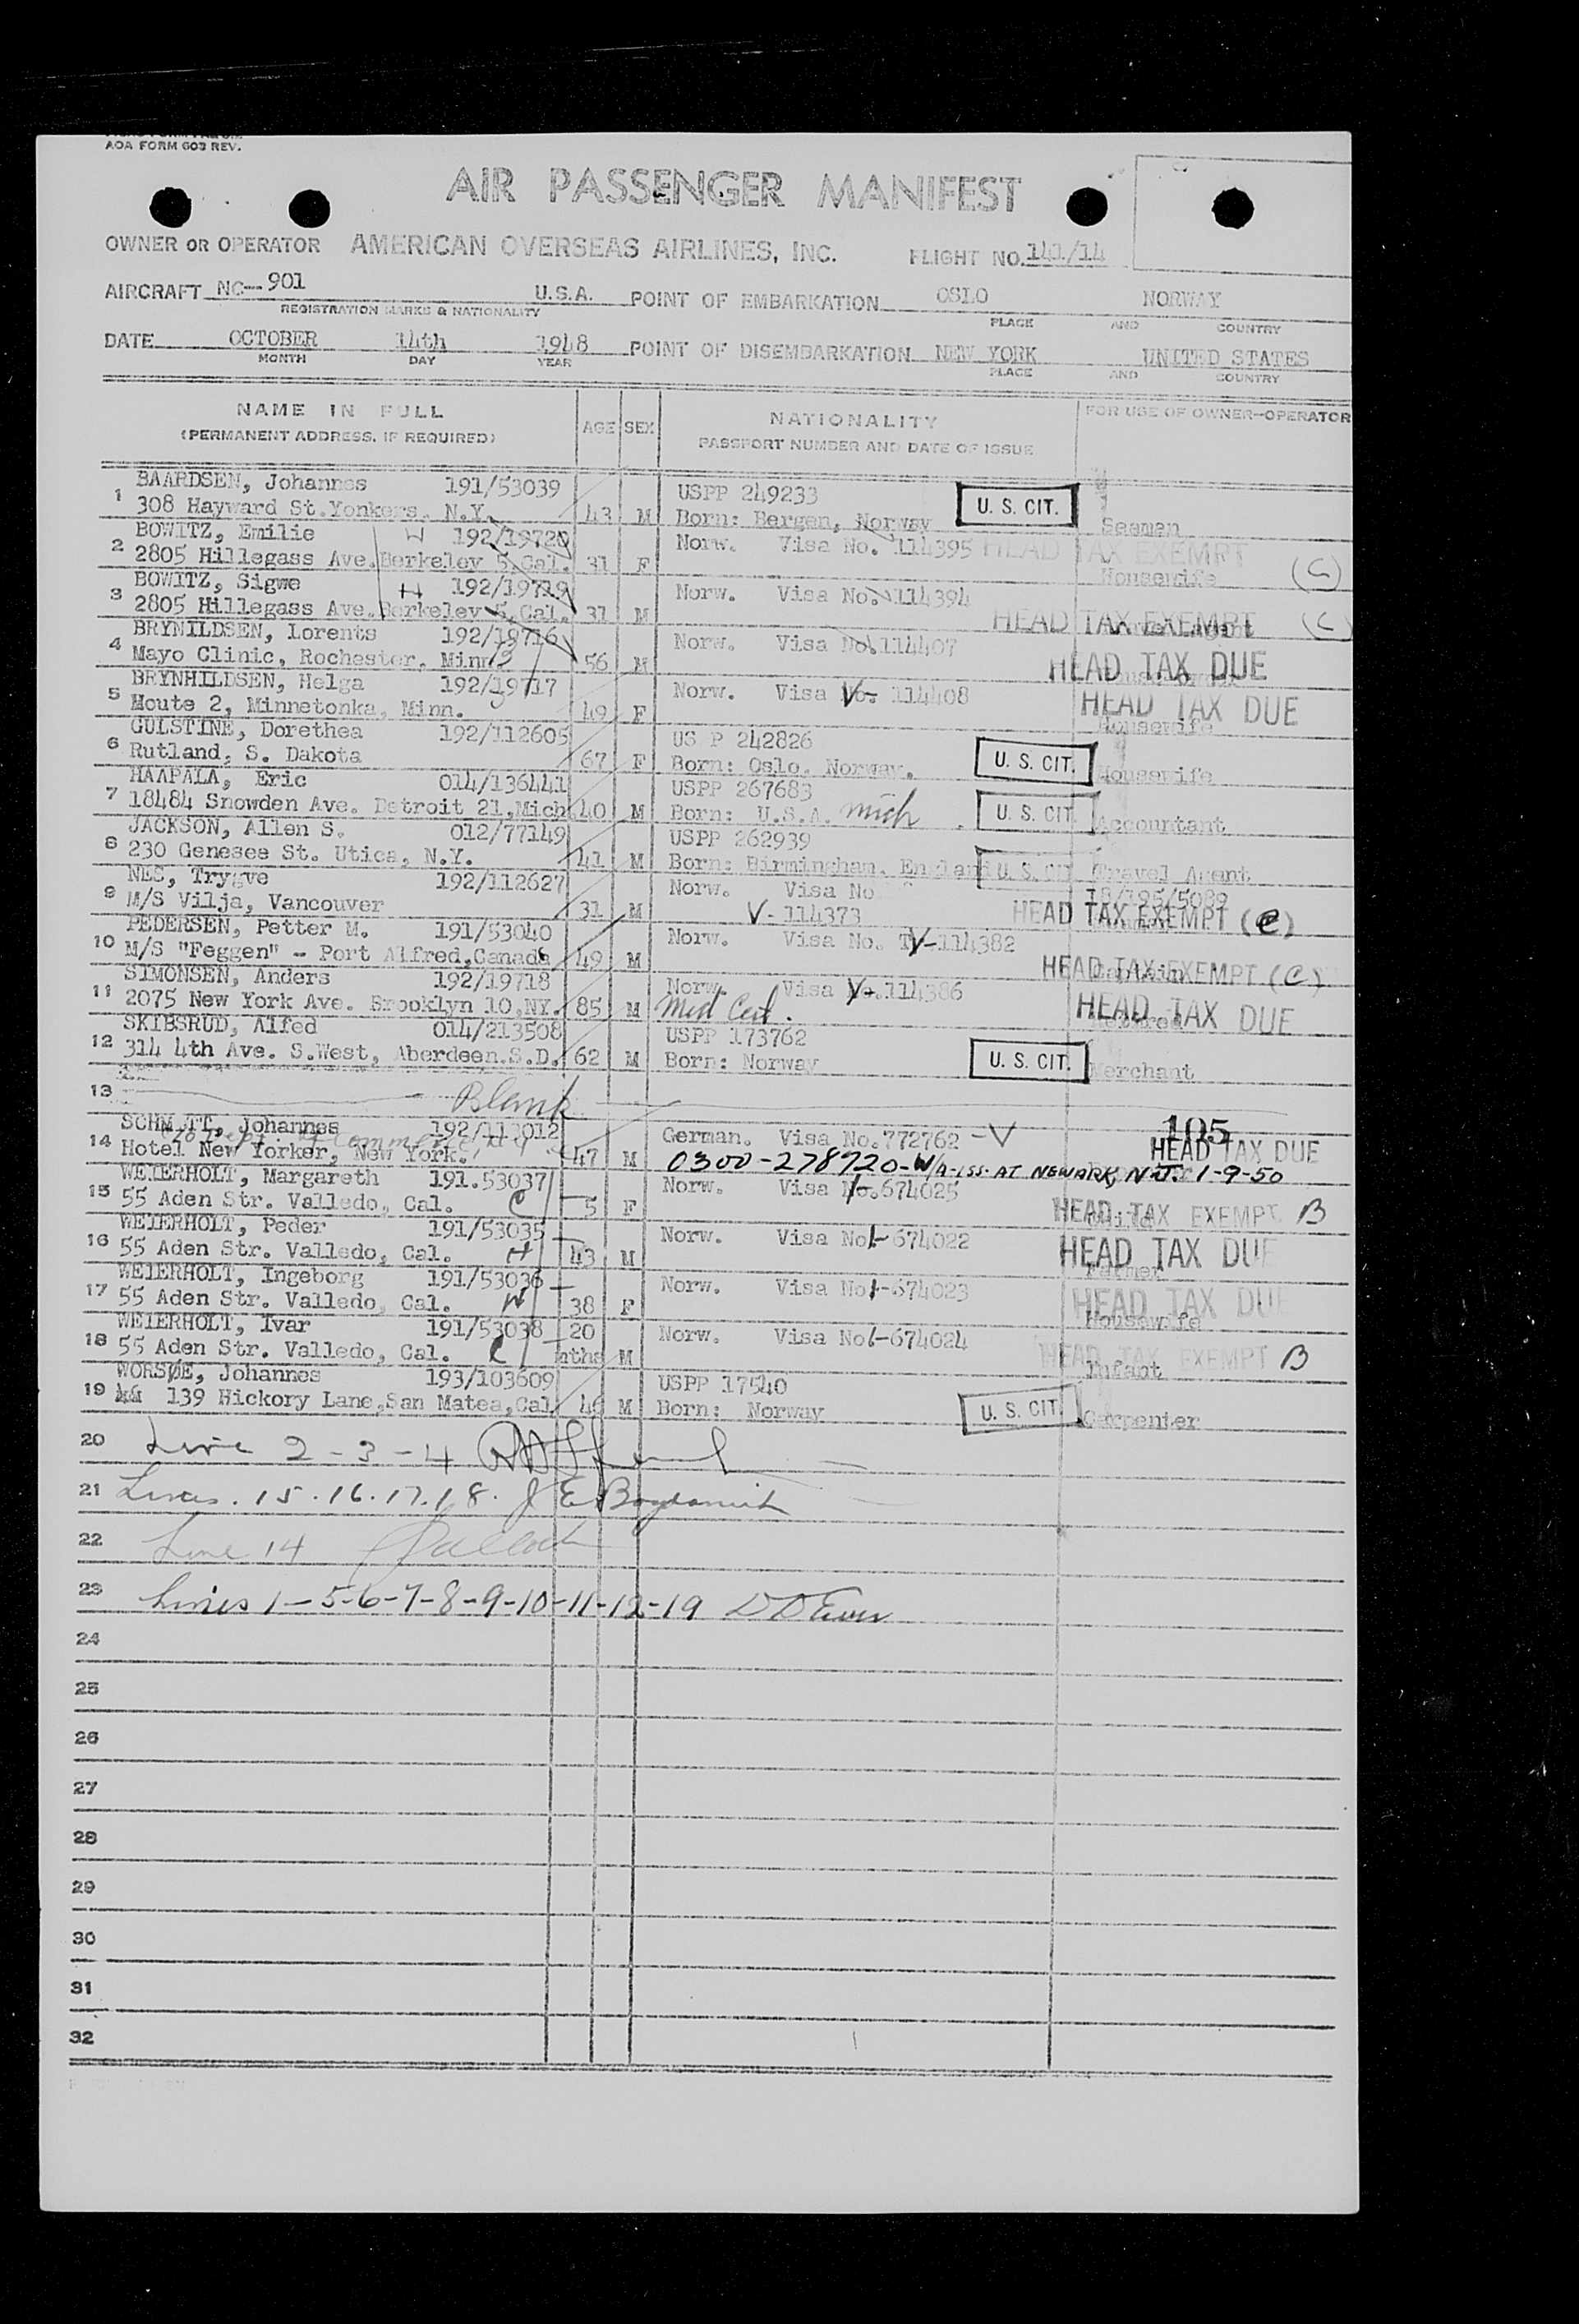 AOA FORM 603 REV.
AIR PASSENGER MANIFEST
OWNER OR OPERATOR AMERICAN OVERSEAS AIRLINES, INC. FLIGHT NO. 141/14
AIRCRAFT NC--901 U.S.A. POINT OF EMBARKATION OSLO NORWAY
REGISTRATION MARKS & NATIONALITY PLACE AND COUNTRY
DATE OCTOBER 14th 1948 POINT OF DISEMBARKATION NEW YORK UNITED STATES
MONTH DAY YEAR PLACE AND COUNTRY
NAME IN FULL AGE SEX NATIONALITY FOR USE OF OWNER-OPERATOR
(PERMANENT ADDRESS, IF REQUIRED) PASSPORT NUMBER AND DATE OF ISSUE
BAARDSEN, Johannes 191/53039 USPP 249233 U. S. CIT.
1 308 Hayward St.Yonkers, N.Y. 43 M Born: Bergen, Norway Seaman
BOWITZ, Emilie W 192/19720 Norw. Visa No. 114395 HEAD TAX EXEMPT (C)
2 2805 Hillegass Ave.Berkeley 5,Cal. 31 F Housewife
BOWITZ, Sigwe H 192/19719 Norw. Visa No. 114394
3 2805 Hillegass Ave.Berkeley 5,Cal. 31 M HEAD TAX EXEMPT (C)
BRYNILDSEN, Lorents 192/19716 Norw. Visa No. 114407
4 Mayo Clinic, Rochester, Minn. 56 M HEAD TAX DUE
BRYNHILDSEN, Helga 192/19717 Norw. Visa No. 114408
5 Route 2, Minnetonka, Minn. 49 F HEAD TAX DUE Housewife
GULSTINE, Dorethea 192/112605 US P 242826
6 Rutland, S. Dakota 67 F Born: Oslo, Norway. U. S. CIT. Housewife
HAAPALA, Eric 014/136441 USPP 267683
7 18484 Snowden Ave. Detroit 21,Mich 40 M Born: U.S.A. Mich U. S. CIT. Accountant
JACKSON, Allen S. 012/77149 USPP 262939
8 230 Genesee St. Utica, N.Y. 41 M Born: Birmingham, England U. S. CIT. Travel Agent
NES, Trygve 192/112627 Norw. Visa No
9 M/S Vilja, Vancouver 31 M V-114373 HEAD TAX EXEMPT (C)
PEDERSEN, Petter M. 191/53040 Norw. Visa No. TV-114382
10 M/S "Feggen" - Port Alfred,Canada 49 M HEAD TAX EXEMPT (C) Captain
SIMONSEN, Anders 192/19718 Norw. Visa No.114386
11 2075 New York Ave. Brooklyn 10,NY. 85 M Med Cert. HEAD TAX DUE
SKIBSRUD, Alfed 014/213508 USPP 173762
12 314 4th Ave. S.West, Aberdeen.S.D. 62 M Born: Norway U. S. CIT. Merchant
13 Blank
SCHMITT, Johannes 192/113012 German. Visa No.772762 -V 105
14 Hotel New Yorker, New York. 47 M HEAD TAX DUE
0300-278720-W/A-155 AT NEWARK, N.J. 1-9-50
WEIERHOLT, Margareth 191.53037 Norw. Visa No.674025
15 55 Aden Str. Valledo, Cal. C 5 F HEAD TAX EXEMPT B Child
WEIERHOLT, Peder 191/53035 Norw. Visa No 674022
16 55 Aden Str. Valledo, Cal. H 43 M HEAD TAX DUE Farmer
WEIERHOLT, Ingeborg 191/53036 Norw. Visa No 674023
17 55 Aden Str. Valledo, Cal. W 38 F HEAD TAX DUE Housewife
WEIERHOLT, Ivar 191/53038 20 Norw. Visa No 674024
18 55 Aden Str. Valledo, Cal. C mths M HEAD TAX EXEMPT B Infant
WORSØE, Johannes 193/103609 USPP 17540
19 139 Hickory Lane,San Matea,Cal 46 M Born: Norway U. S. CIT. Carpenter
20 Line 2-3-4
21 Lines. 15.16.17.18. J E
22 Line 14
23 Lines 1-5-6-7-8-9-10-11-12-19
24
25
26
27
28
29
30
31
32